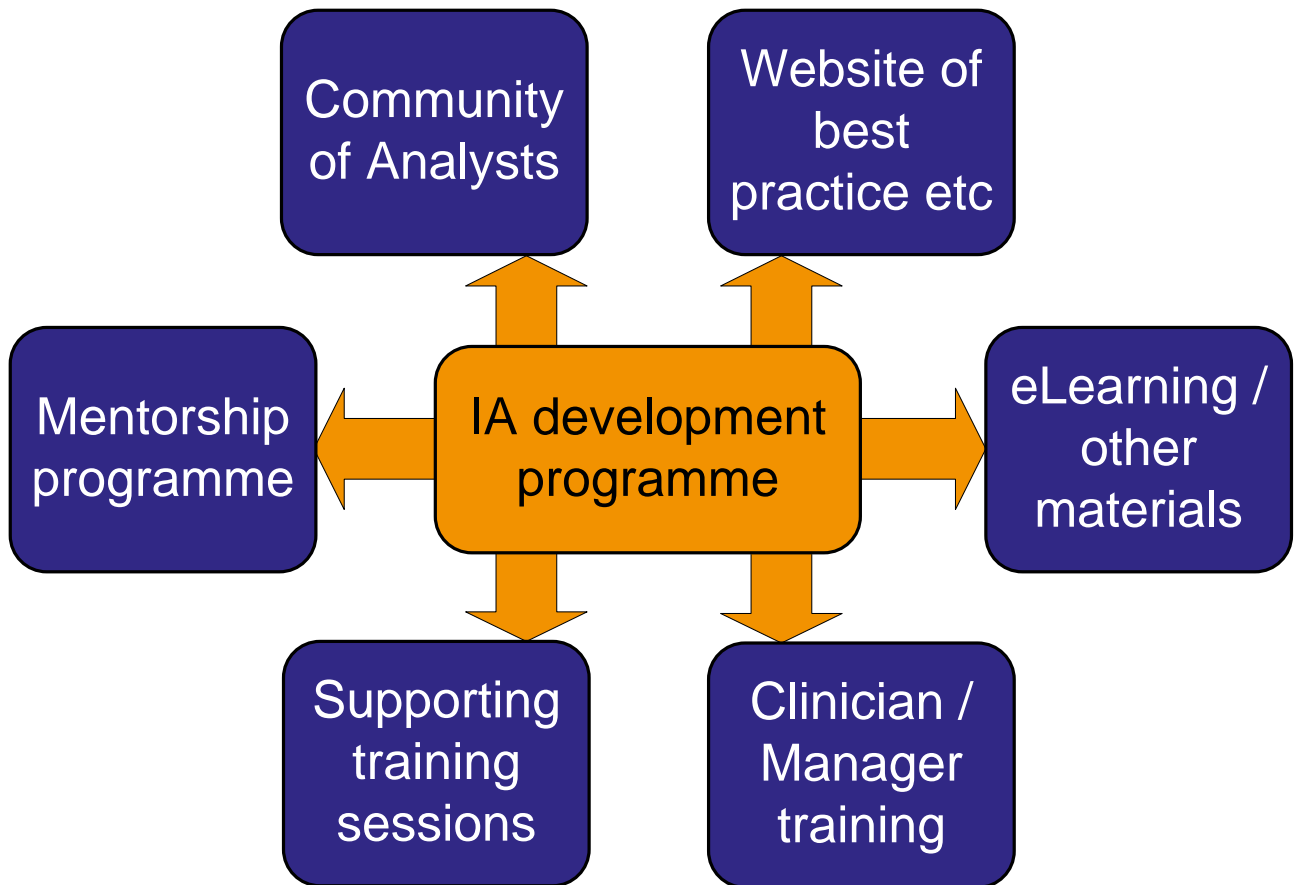 Community
of Analysts
Website of
best
practice etc
Mentorship
programme
IA development
programme
eLearning /
other
materials
Supporting
training
sessions
Clinician /
Manager
training